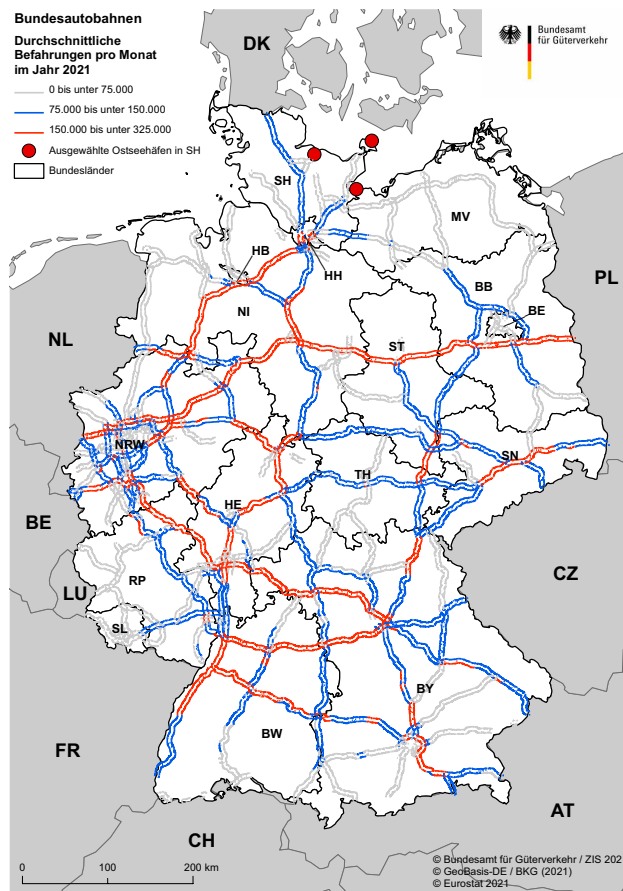 Bundesautobahnen
Durchschnittliche
Befahrungen pro Monat
im Jahr 2021
0 bis unter 75.000
75.000 bis unter 150.000
150.000 bis unter 325.000
Ausgewählte Ostseehäfen in SH
Bundesländer
Bundesamt
für Güterverkehr
DK
SH
MV
HB
HH
PL
BB
BE
NI
NL
ST
NRW
SN
TH
HE
BE
RP
LU
CZ
SL
BY
FR
BW
AT
CH
0 100 200 km
© Bundesamt für Güterverkehr / ZIS 202
© GeoBasis-DE / BKG (2021)
© Eurostat 2021